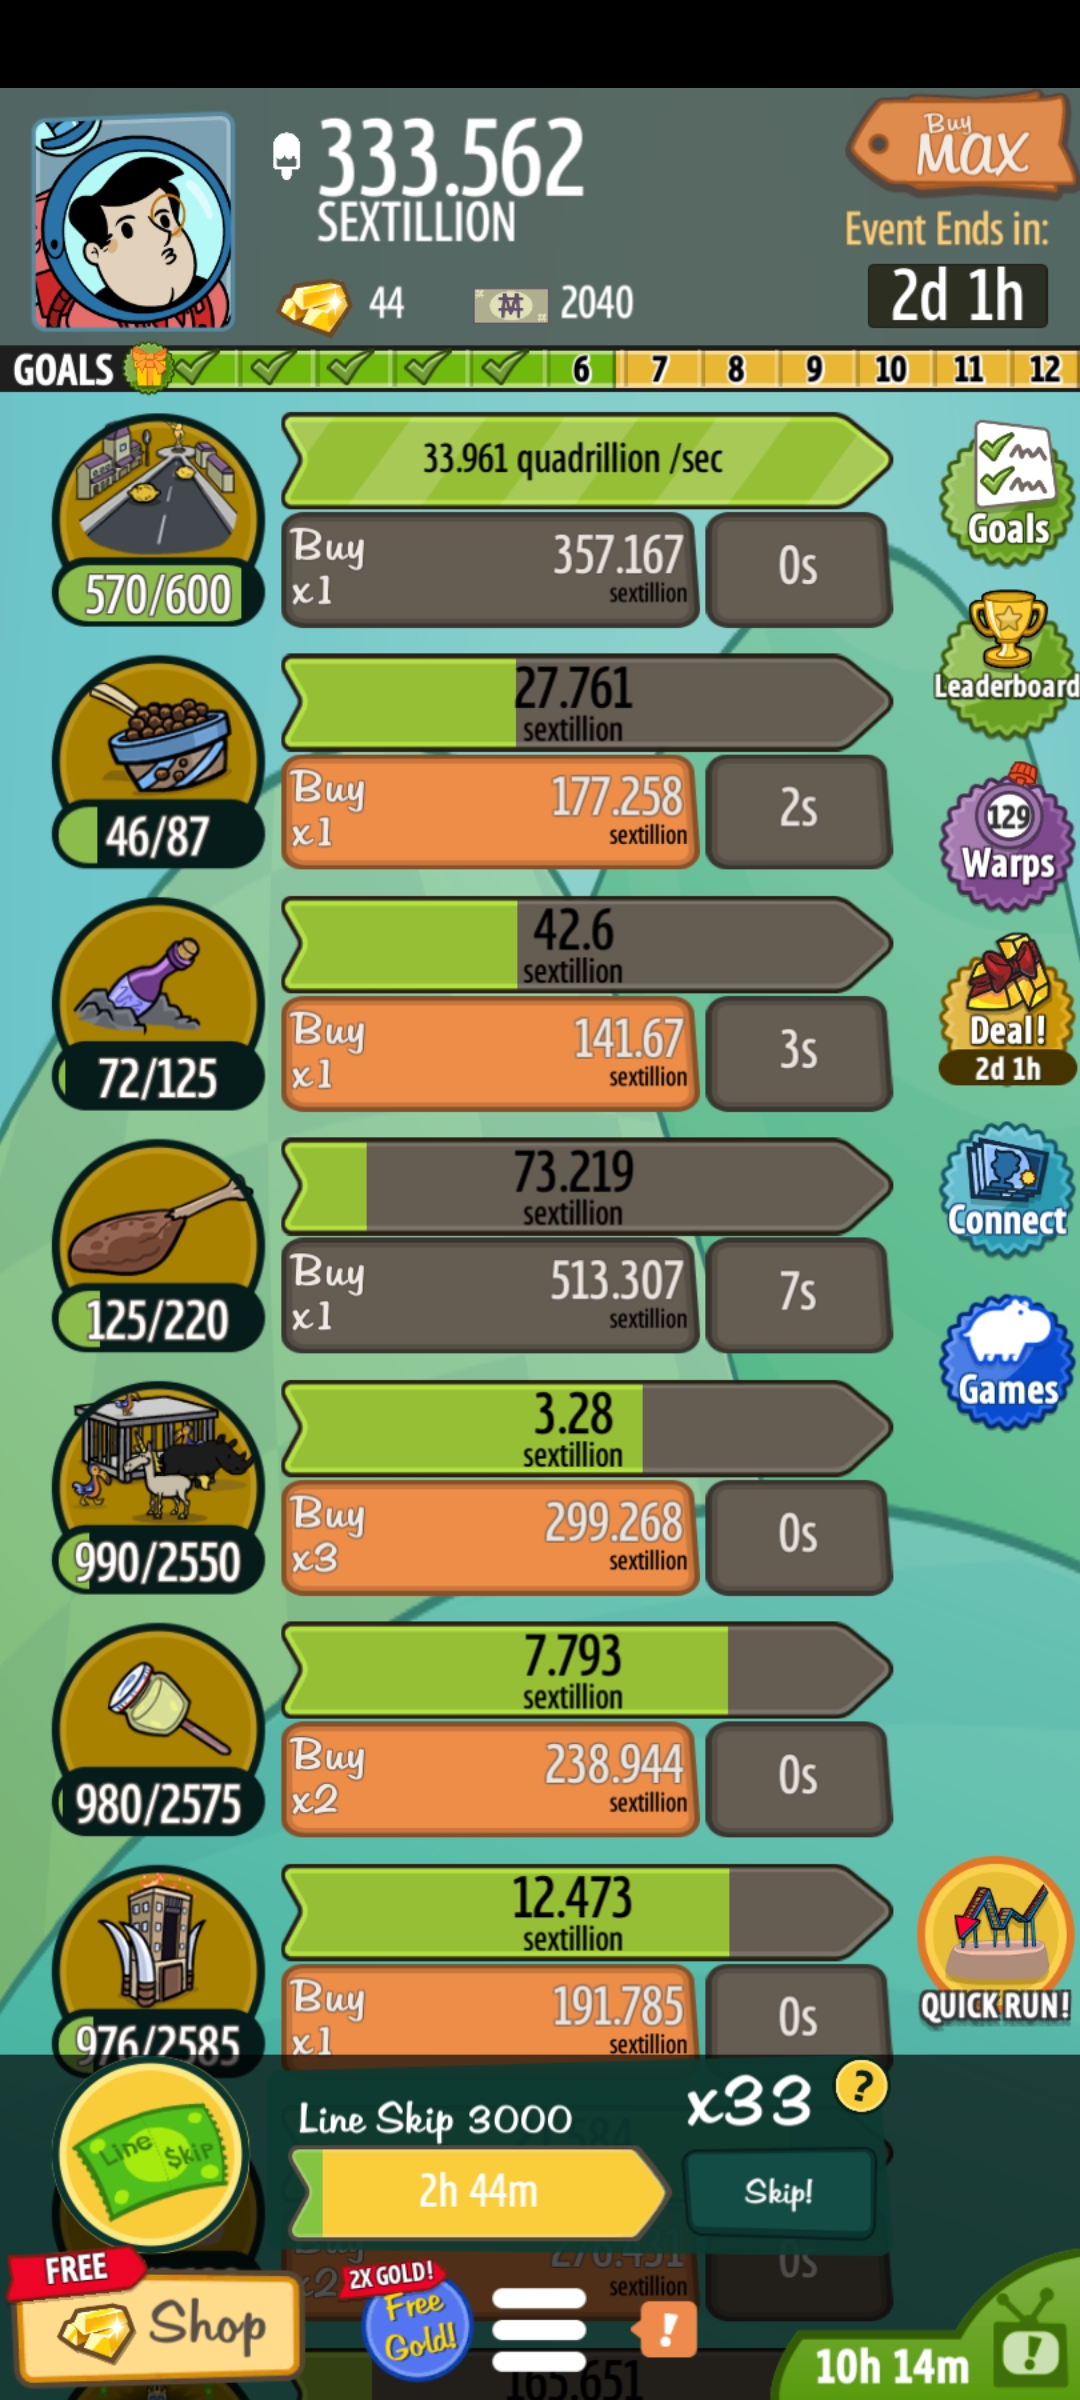 333.562
SEXTILLION
Buy
MAX
Event Ends in:
2d 1h
44
2040
GOALS 6 7 8 9 10 11 12
33.961 quadrillion /sec
Buy
x1
357.167
sextillion
0s
570/600
Goals
27.761
sextillion
Buy
x1
177.258
sextillion
2s
46/87
Leaderboard
129
Warps
42.6
sextillion
Buy
x1
141.67
sextillion
3s
72/125
Deal!
2d 1h
73.219
sextillion
Buy
x1
513.307
sextillion
7s
125/220
Connect
3.28
sextillion
Buy
x3
299.268
sextillion
0s
990/2550
Games
7.793
sextillion
Buy
x2
238.944
sextillion
0s
980/2575
12.473
sextillion
Buy
x1
191.785
sextillion
0s
976/2585
QUICK RUN!
Line Skip
Line Skip 3000
x33
?
2h 44m
Skip!
sextillion
0s
FREE
Shop
2X GOLD!
Free
Gold!
!
165.651
10h 14m
!